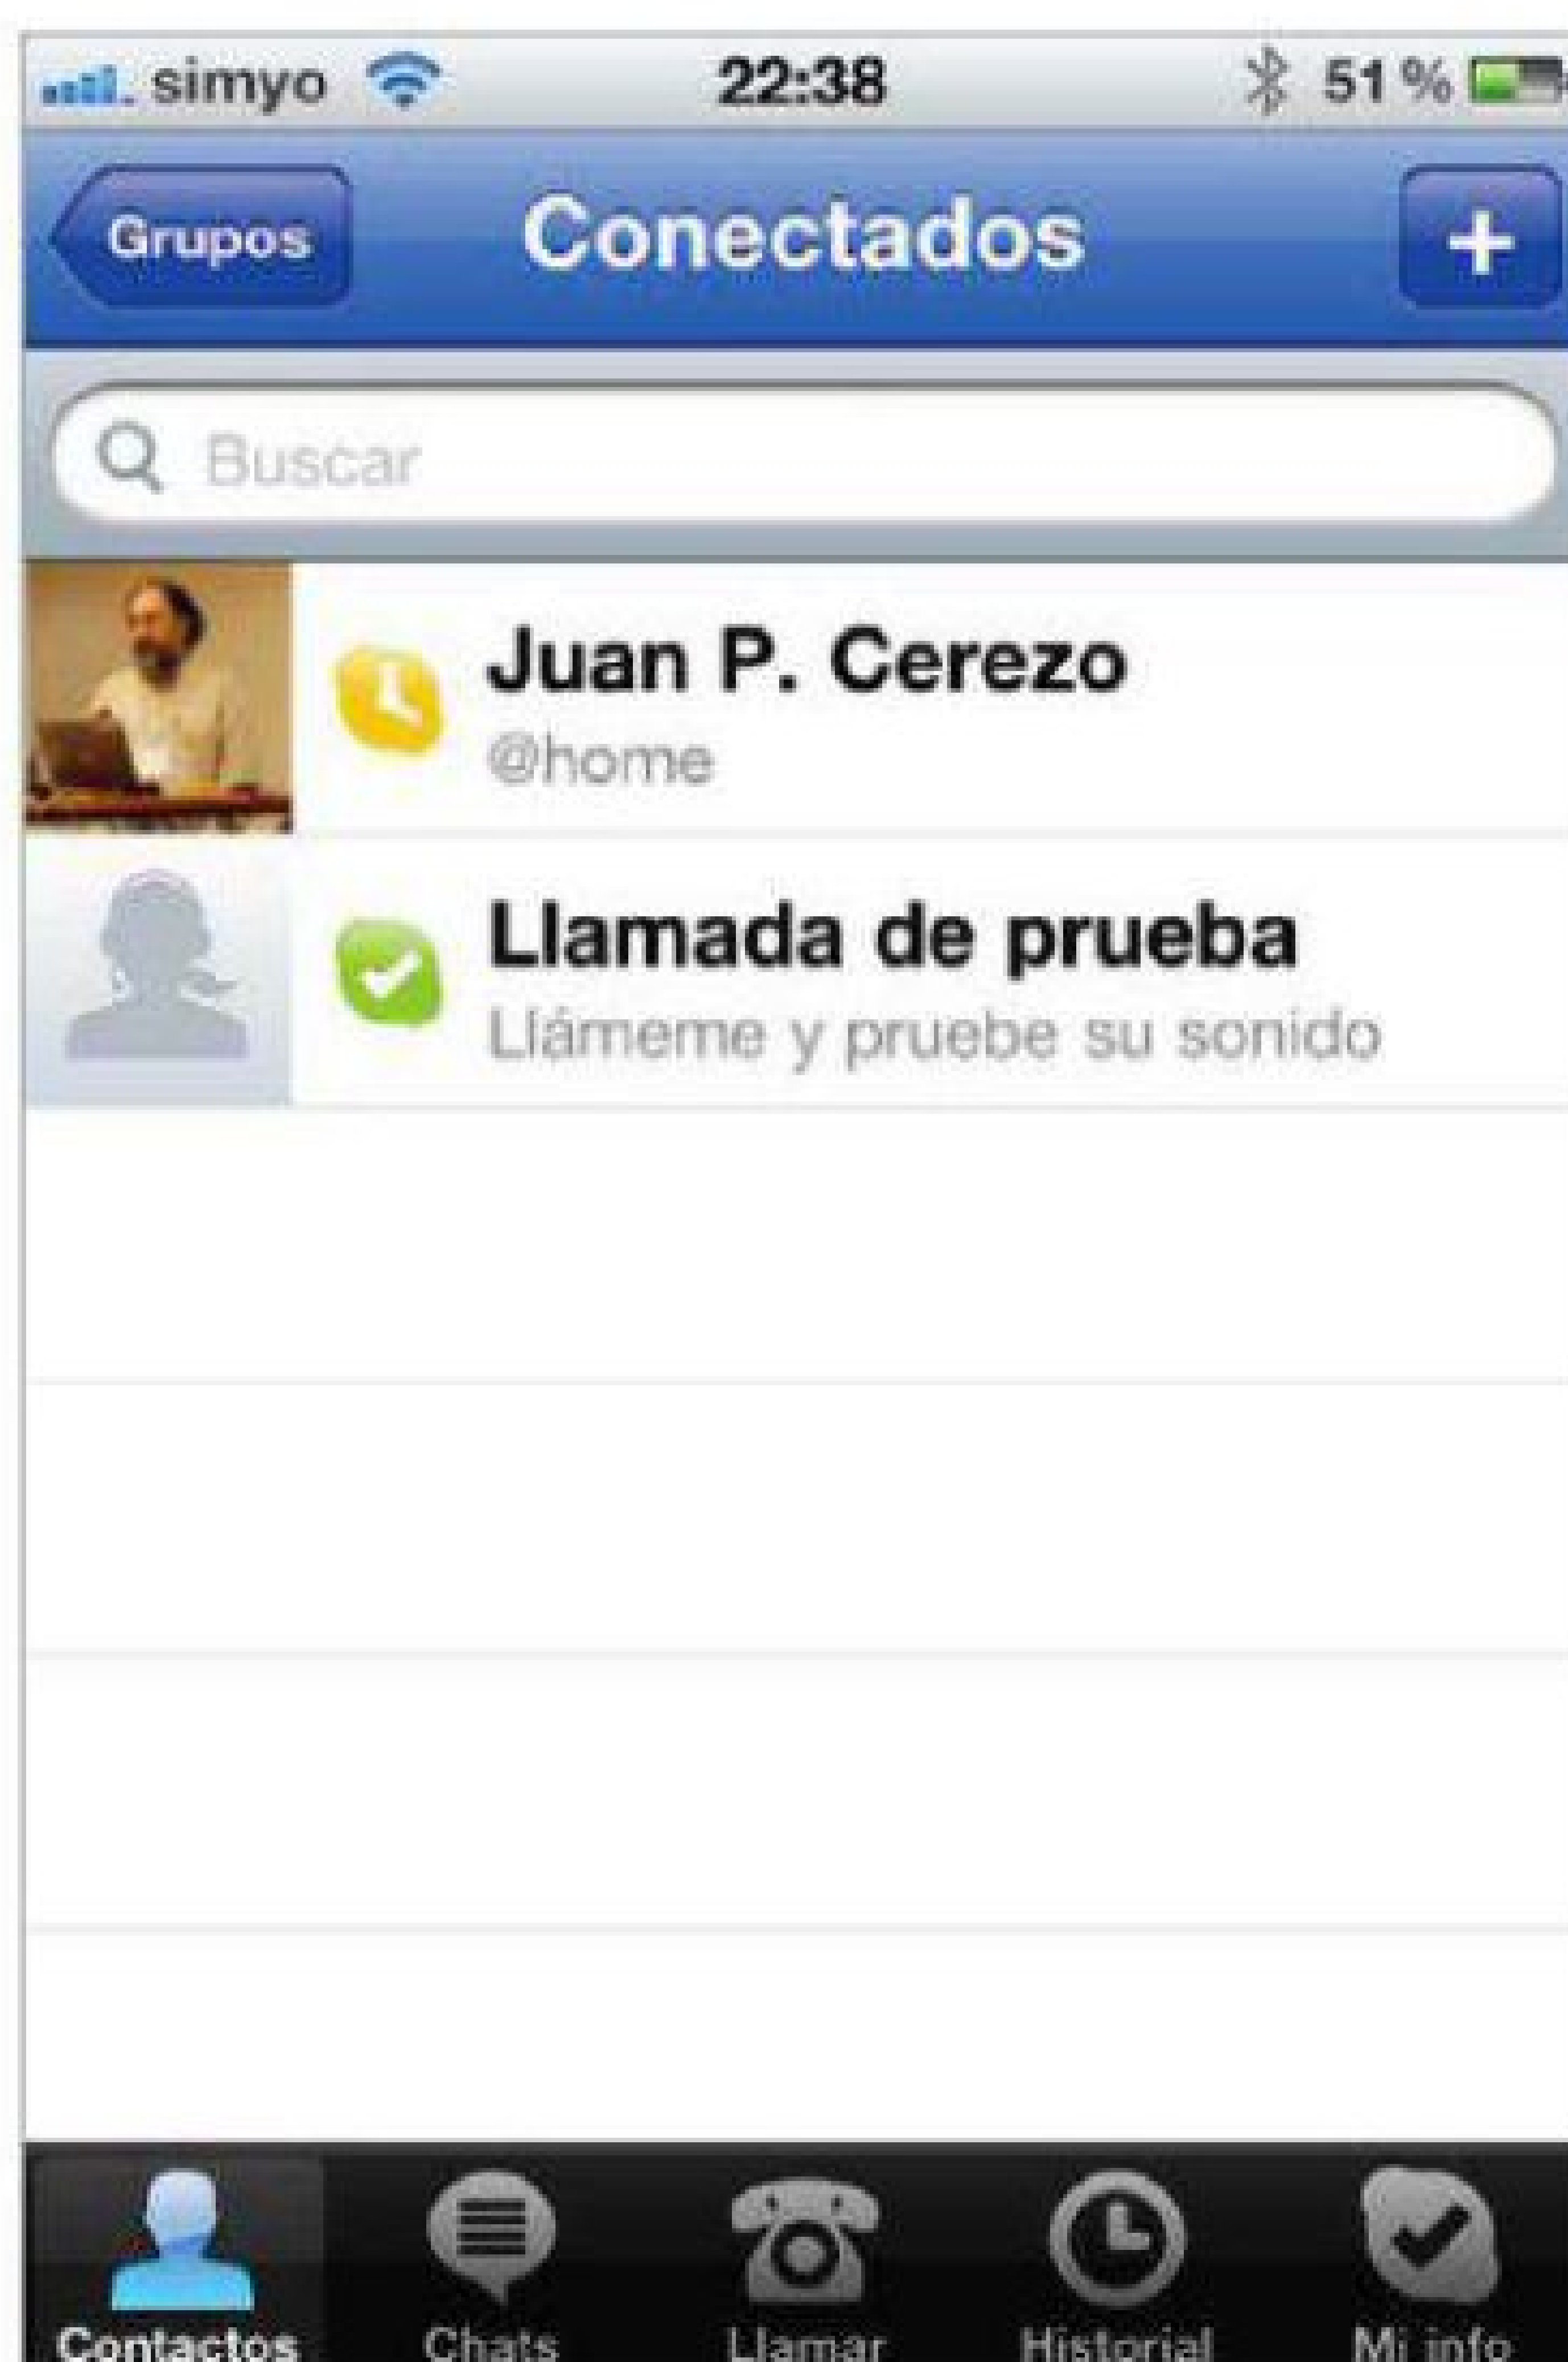 simyo 22:38 51 %
Grupos Conectados +
Buscar
Juan P. Cerezo
@home
Llamada de prueba
Llámeme y pruebe su sonido
Contactos Chats Llamar Historial Mi info